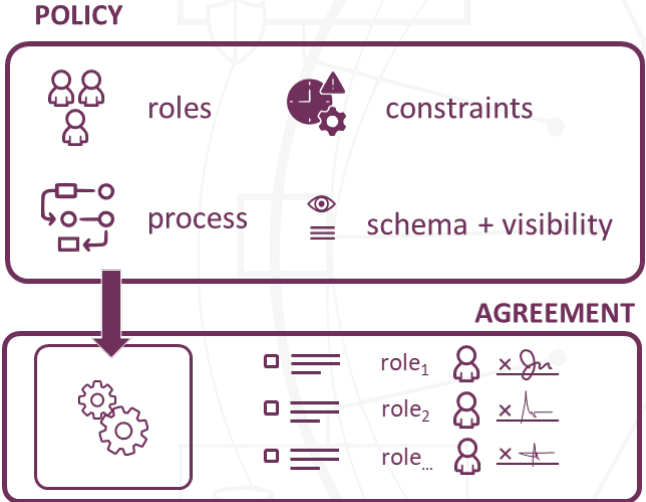 POLICY
roles
constraints
process
schema + visibility
AGREEMENT
role₁
×
role₂
×
role...
×